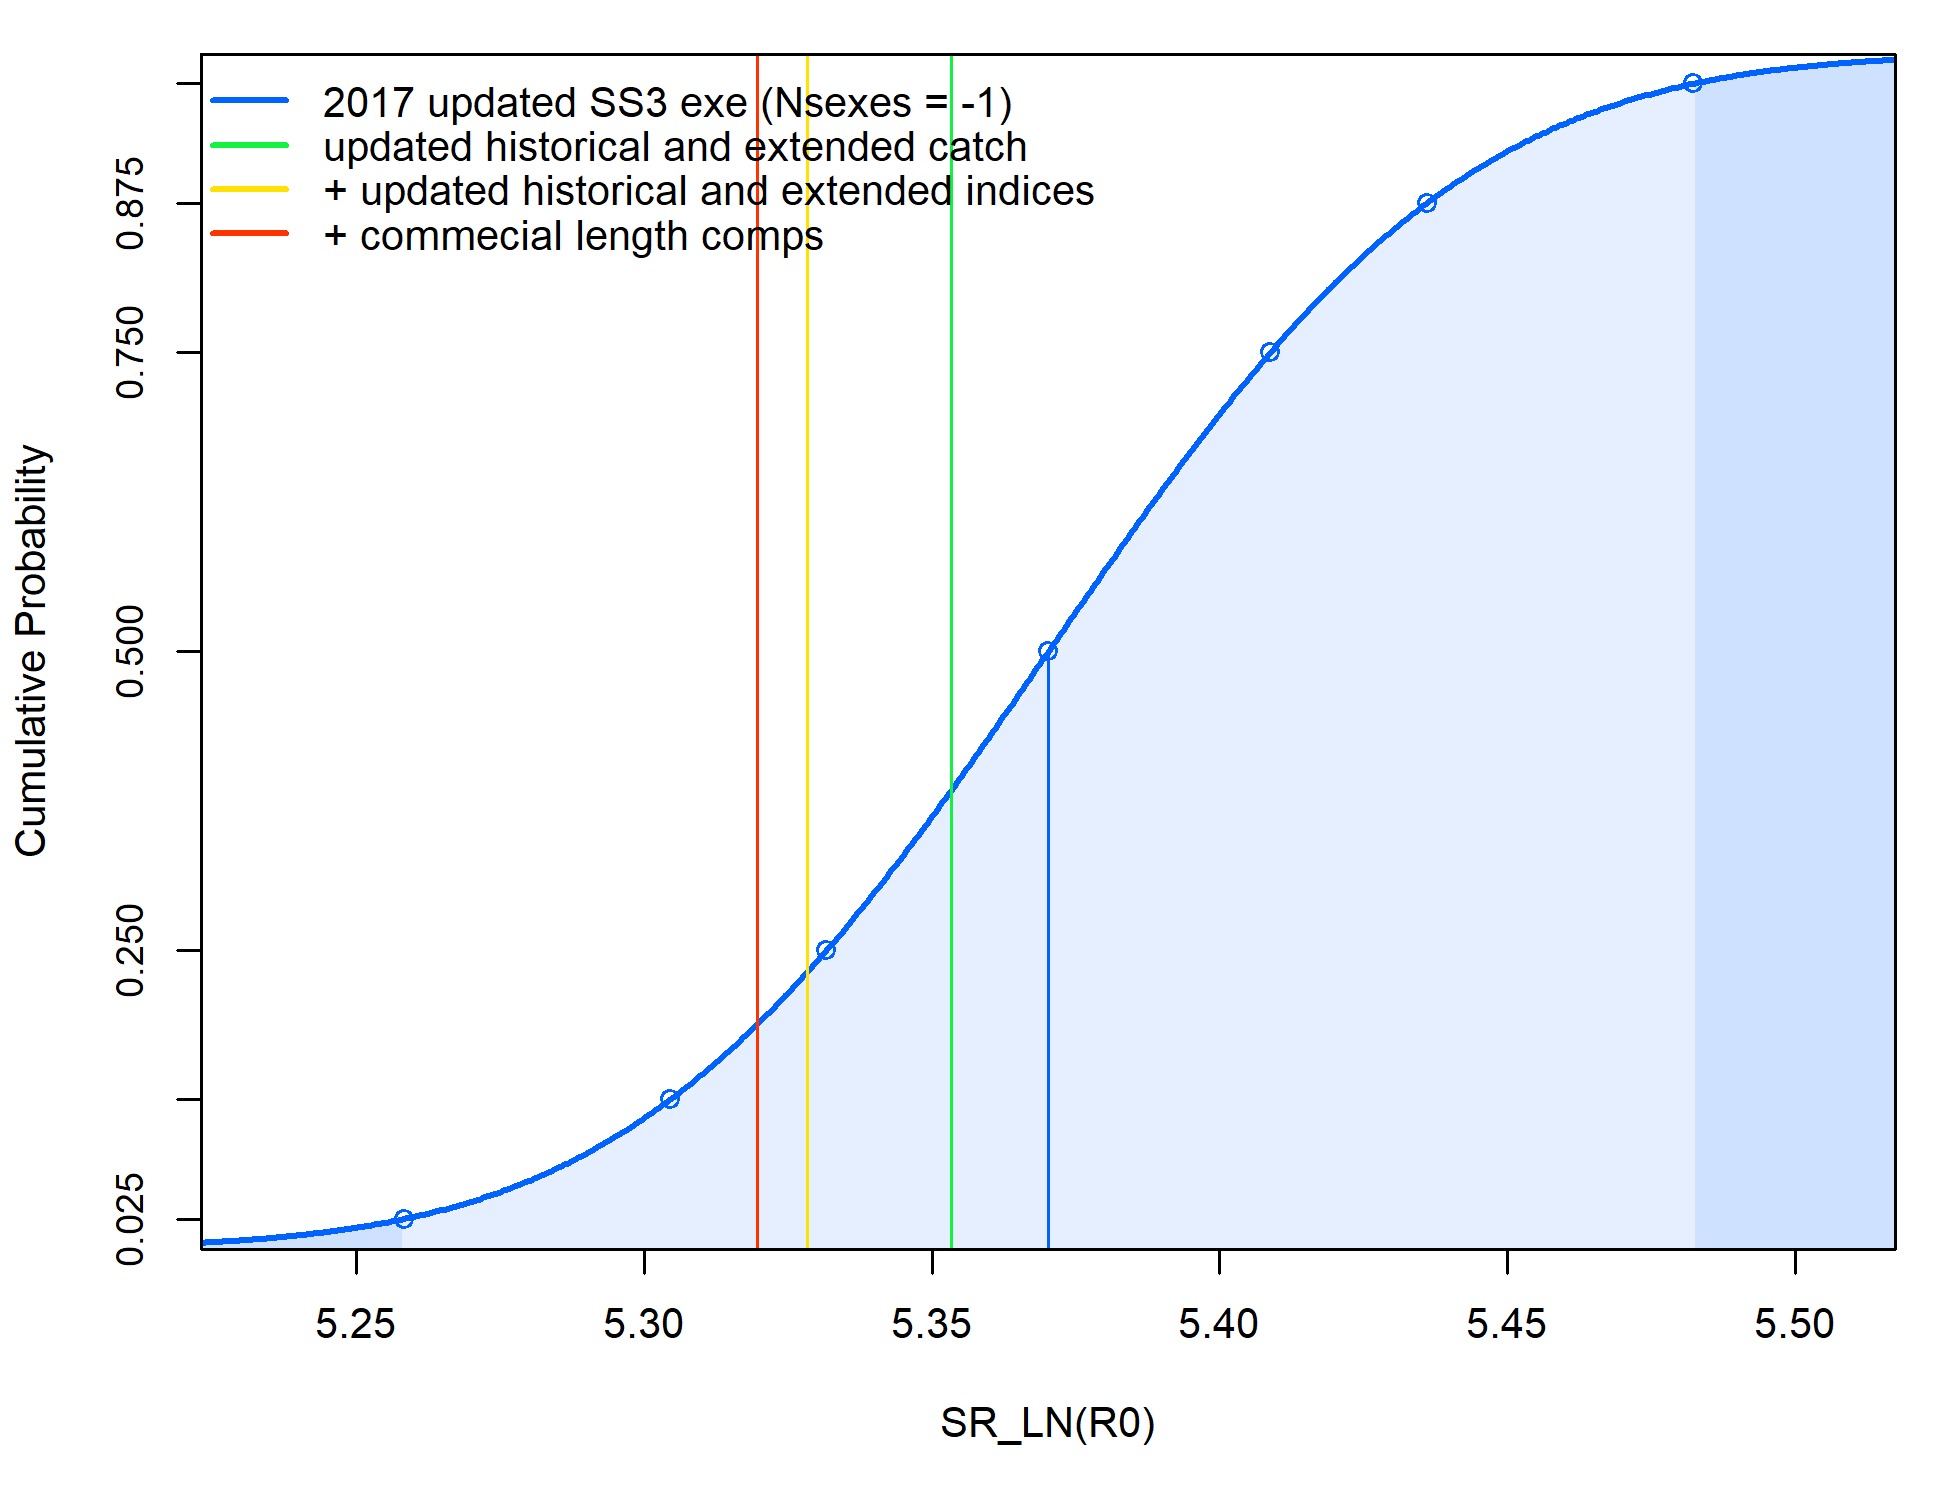 2017 updated SS3 exe (Nsexes = -1)
updated historical and extended catch
+ updated historical and extended indices
+ commecial length comps
Cumulative Probability
0.875
0.750
0.500
0.250
0.025
5.25 5.30 5.35 5.40 5.45 5.50
SR_LN(R0)